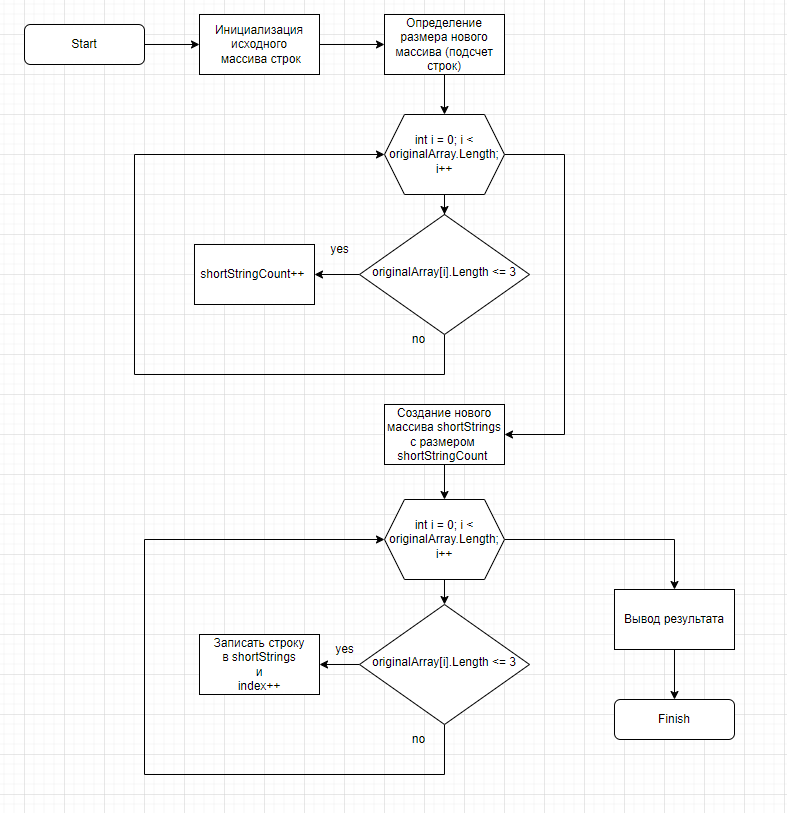 Start
Инициализация
исходного
массива строк
Определение
размера нового
массива (подсчет
строк)
int i = 0; i <
originalArray.Length;
i++
yes
shortStringCount++
originalArray[i].Length <= 3
no
Создание нового
массива shortStrings
с размером
shortStringCount
int i = 0; i <
originalArray.Length;
i++
Вывод результата
Записать строку
в shortStrings
и
index++
yes
originalArray[i].Length <= 3
no
Finish